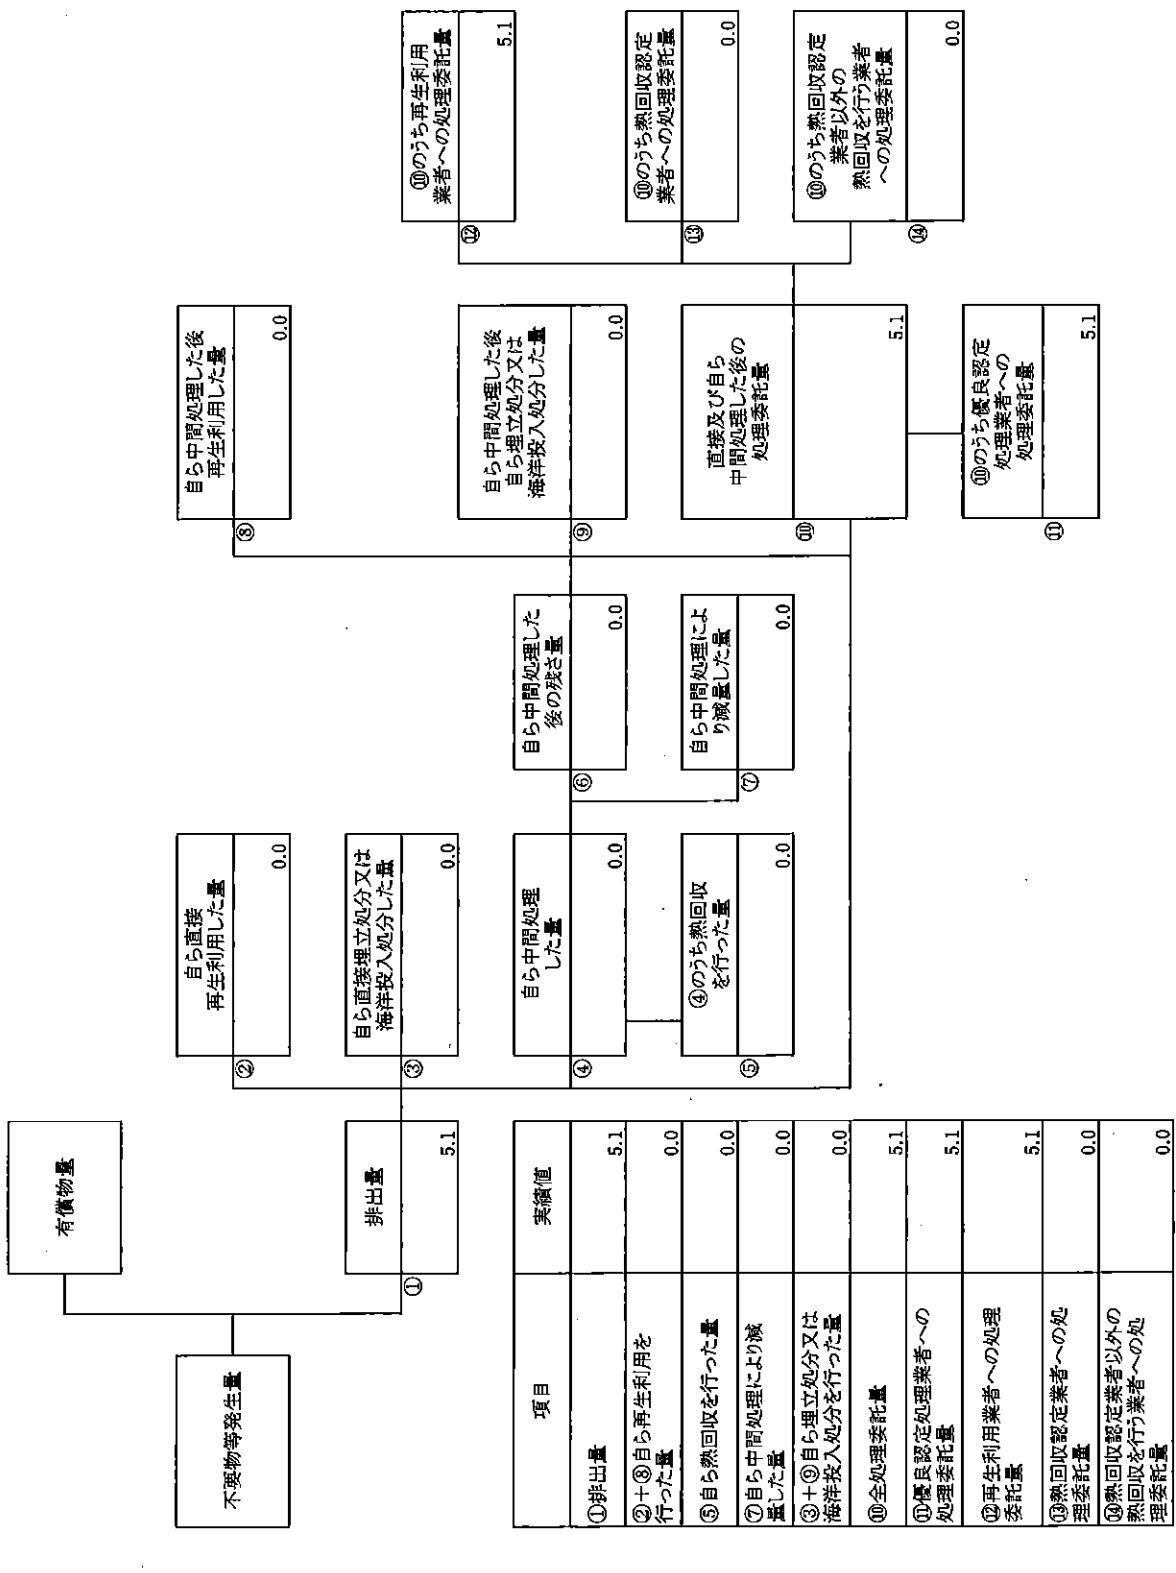 有償物量
不要物等発生量
①
排出量
5.1
②
自ら直接
再生利用した量
0.0
③
自ら直接埋立処分又は
海洋投入処分した量
0.0
④
自ら中間処理
した量
0.0
⑤
④のうち熱回収
を行った量
0.0
⑥
自ら中間処理した
後の残さ量
0.0
⑦
自ら中間処理によ
り減量した量
0.0
⑧
自ら中間処理した後
再生利用した量
0.0
⑨
自ら中間処理した後
自ら埋立処分又は
海洋投入処分した量
0.0
⑩
直接及び自ら
中間処理した後の
処理委託量
5.1
⑪
⑩のうち優良認定
処理業者への
処理委託量
5.1
⑫
⑩のうち再生利用
業者への処理委託量
5.1
⑬
⑩のうち熱回収認定
業者への処理委託量
0.0
⑭
⑩のうち熱回収認定
業者以外の
熱回収を行う業者
への処理委託量
0.0
項目 実績値
①排出量 5.1
②+⑧自ら再生利用を
行った量 0.0
⑤自ら熱回収を行った量 0.0
⑦自ら中間処理により減
量した量 0.0
③+⑨自ら埋立処分又は
海洋投入処分を行った量 0.0
⑩全処理委託量 5.1
⑪優良認定処理業者への
処理委託量 5.1
⑫再生利用業者への処理
委託量 5.1
⑬熱回収認定業者への処
理委託量 0.0
⑭熱回収認定業者以外の
熱回収を行う業者への処
理委託量 0.0